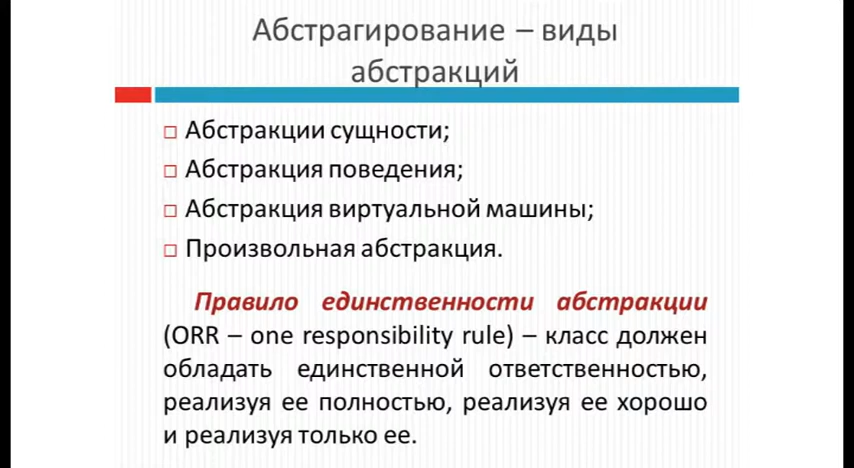 Абстрагирование – виды
абстракций
Абстракции сущности;
Абстракция поведения;
Абстракция виртуальной машины;
Произвольная абстракция.
Правило единственности абстракции
(ORR – one responsibility rule) – класс должен
обладать единственной ответственностью,
реализуя ее полностью, реализуя ее хорошо
и реализуя только ее.